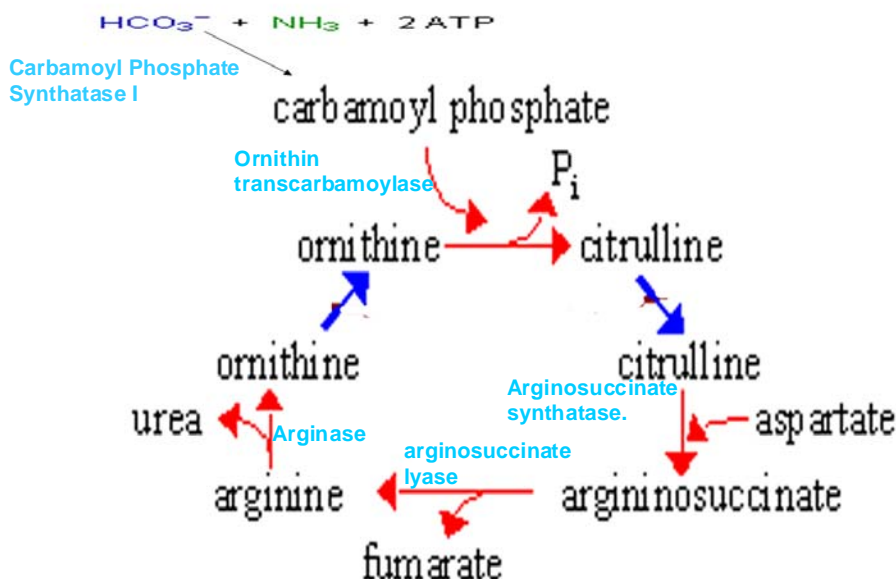 HCO₃⁻ + NH₃ + 2 ATP
Carbamoyl Phosphate
Synthatase I
carbamoyl phosphate
Ornithin
transcarbamoylase
Pᵢ
ornithine
citrulline
ornithine
citrulline
Arginosuccinate
synthatase.
urea
Arginase
aspartate
arginosuccinate
lyase
arginine
argininosuccinate
fumarate